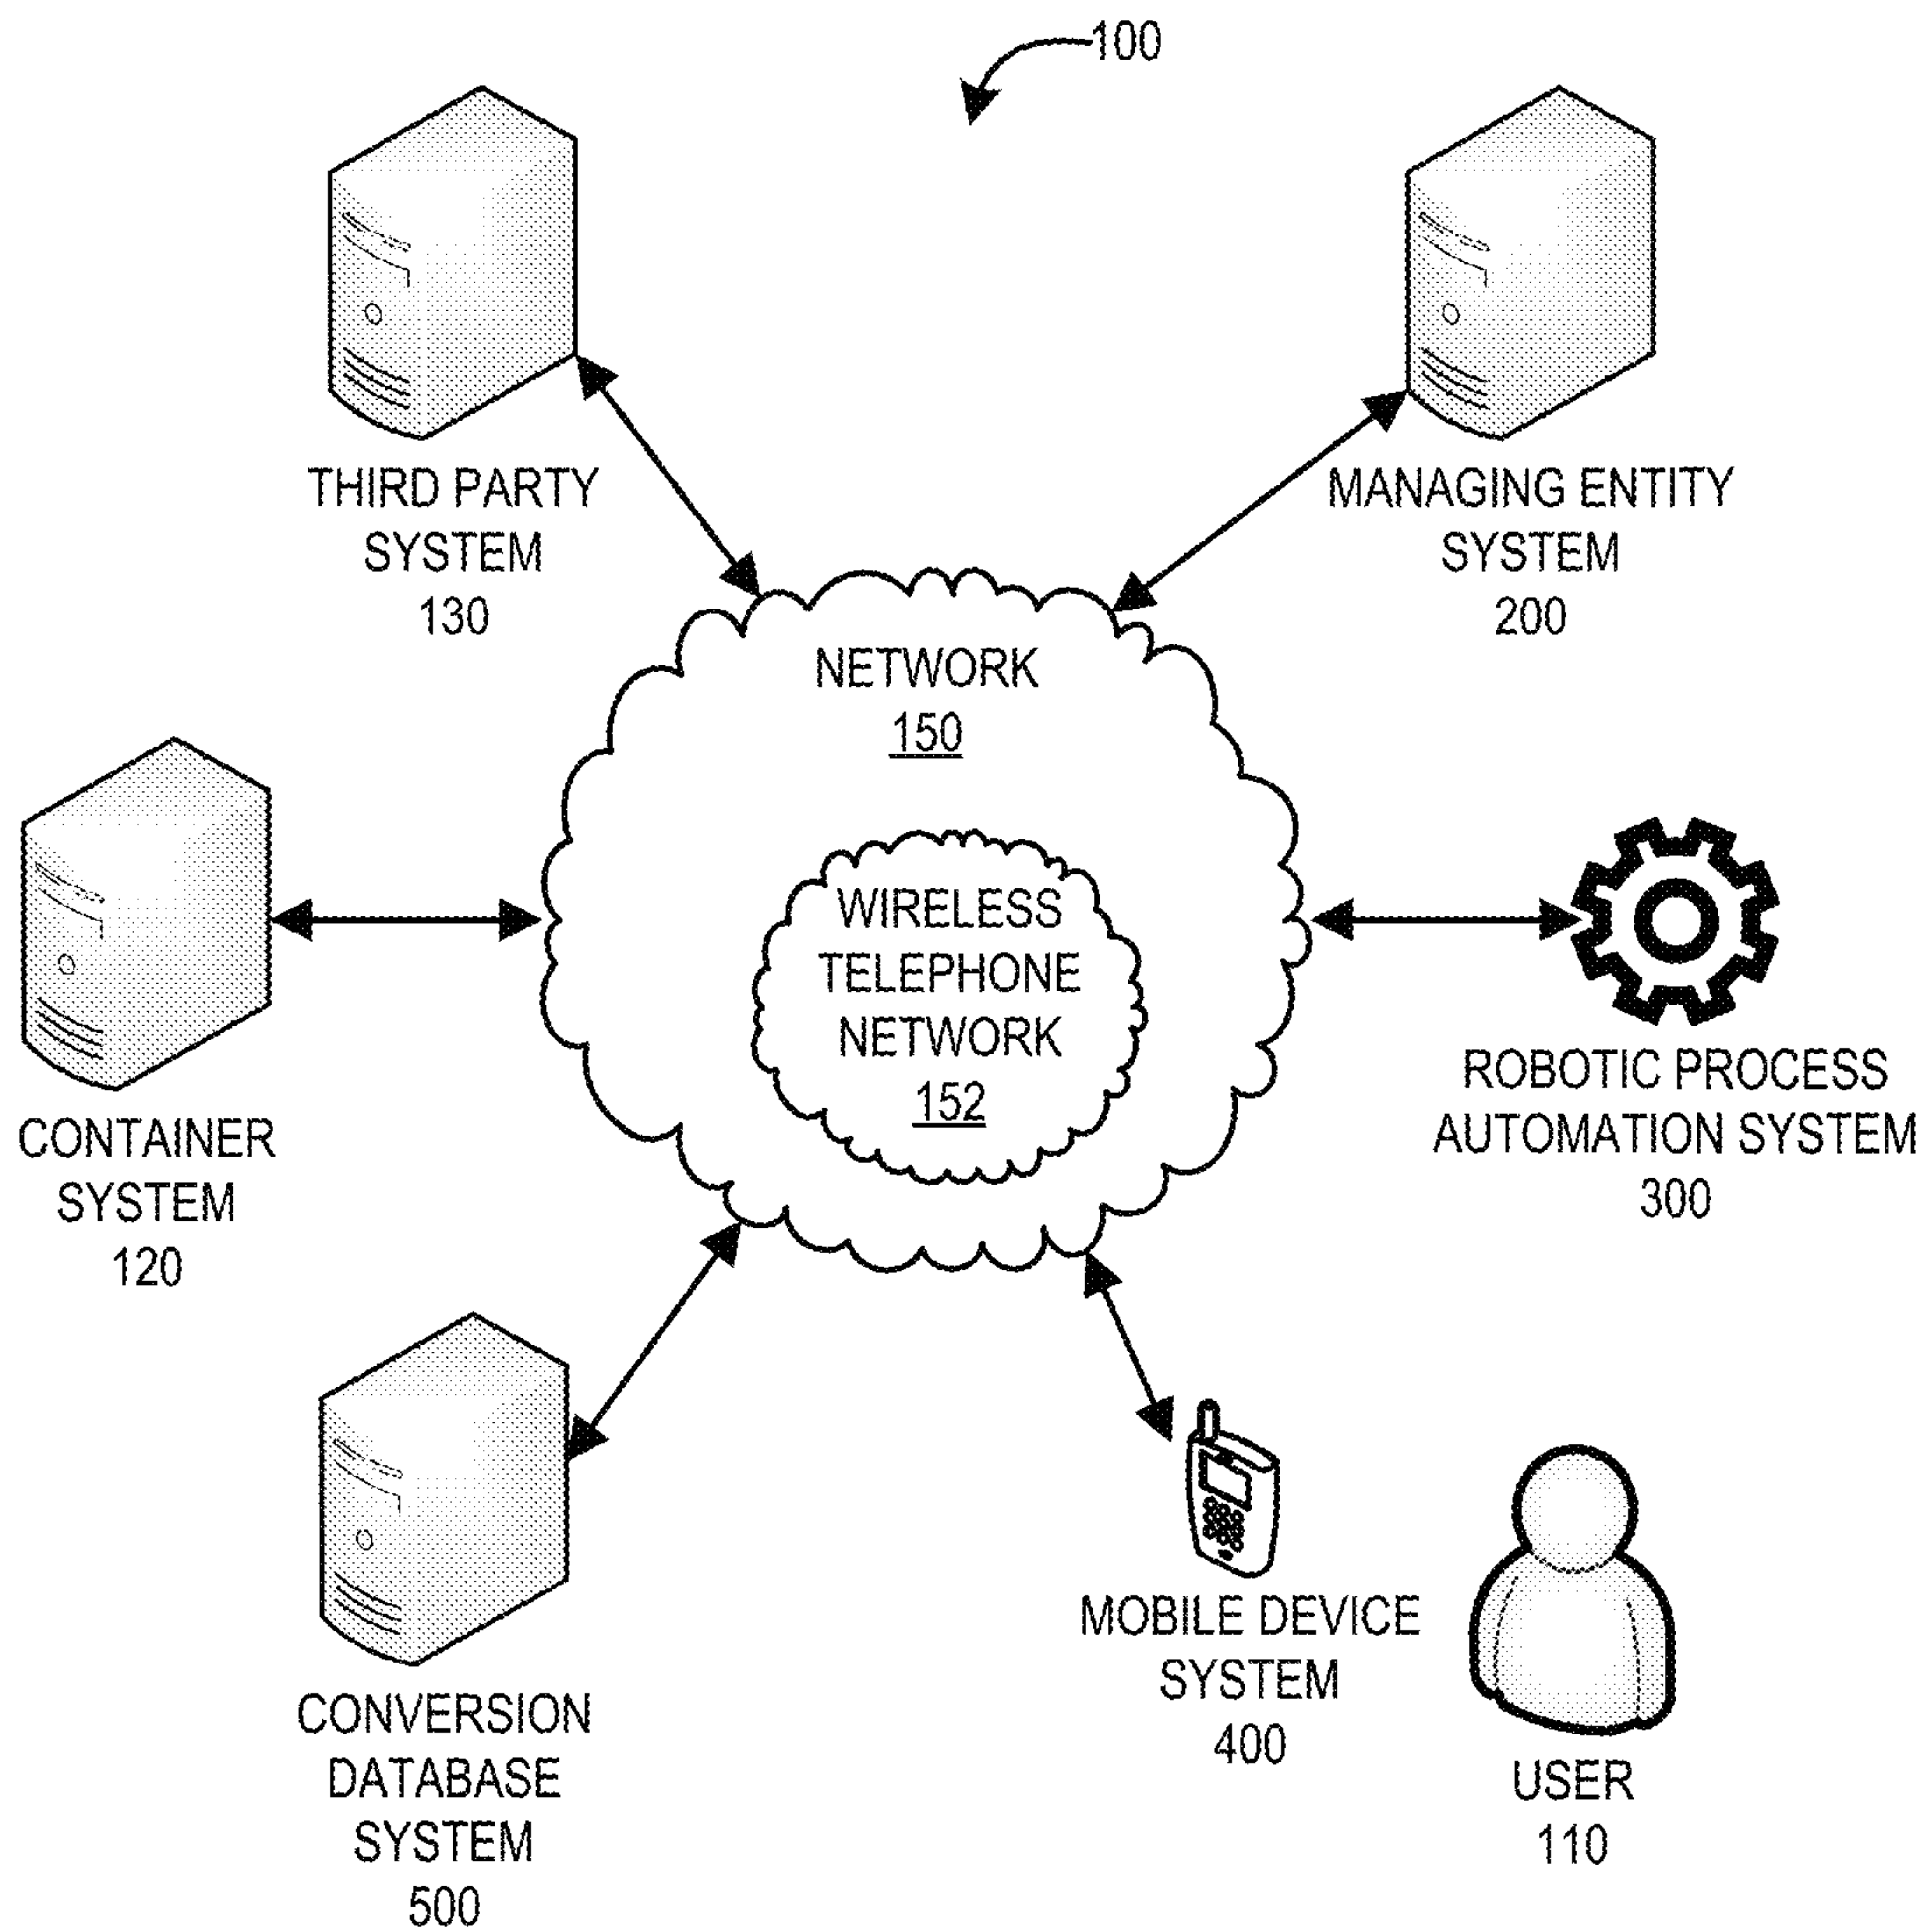 100
THIRD PARTY
SYSTEM
130
MANAGING ENTITY
SYSTEM
200
NETWORK
150
WIRELESS
TELEPHONE
NETWORK
152
CONTAINER
SYSTEM
120
ROBOTIC PROCESS
AUTOMATION SYSTEM
300
CONVERSION
DATABASE
SYSTEM
500
MOBILE DEVICE
SYSTEM
400
USER
110